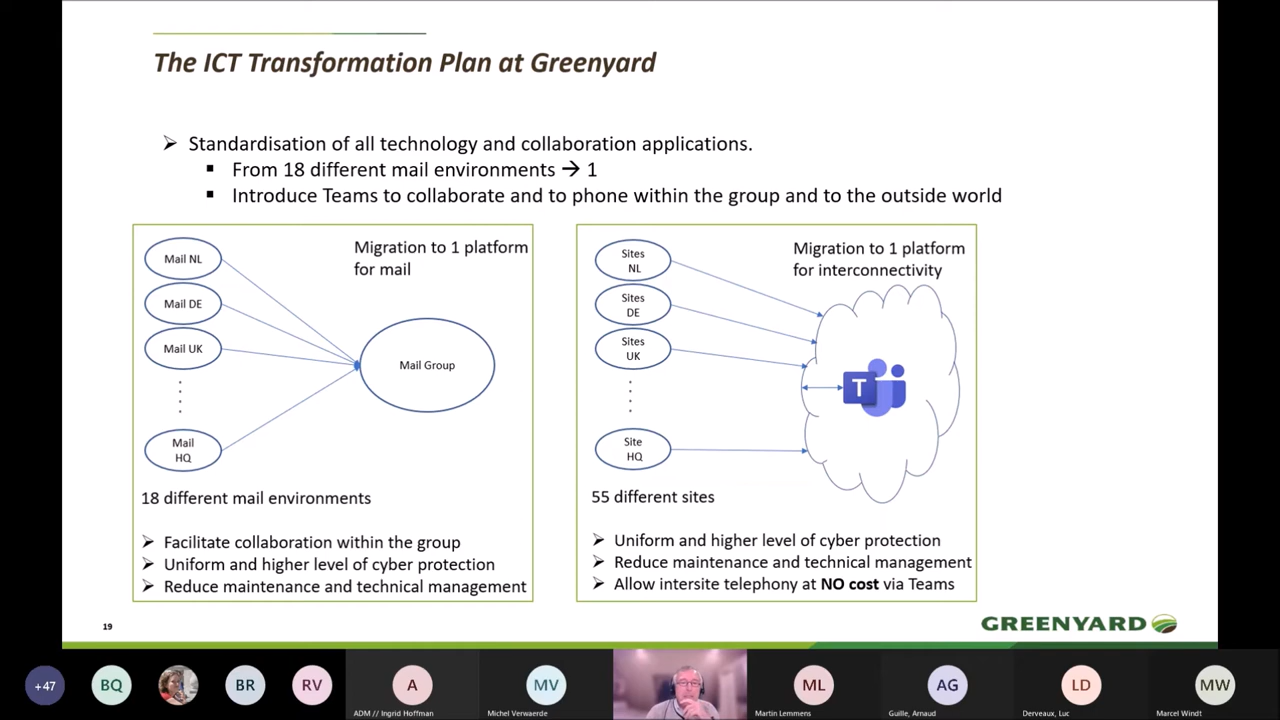 The ICT Transformation Plan at Greenyard
➢ Standardisation of all technology and collaboration applications.
▪ From 18 different mail environments → 1
▪ Introduce Teams to collaborate and to phone within the group and to the outside world
Mail NL
Mail DE
Mail UK
Mail
HQ
Migration to 1 platform
for mail
Mail Group
18 different mail environments
➢ Facilitate collaboration within the group
➢ Uniform and higher level of cyber protection
➢ Reduce maintenance and technical management
Sites
NL
Sites
DE
Sites
UK
Site
HQ
Migration to 1 platform
for interconnectivity
T
55 different sites
➢ Uniform and higher level of cyber protection
➢ Reduce maintenance and technical management
➢ Allow intersite telephony at NO cost via Teams
19
GREENYARD
+47
BQ
BR
RV
A
ADM // Ingrid Hoffman
MV
Michel Verwaerde
ML
Martin Lemmens
AG
Guille, Arnaud
LD
Derveaux, Luc
MW
Marcel Windt